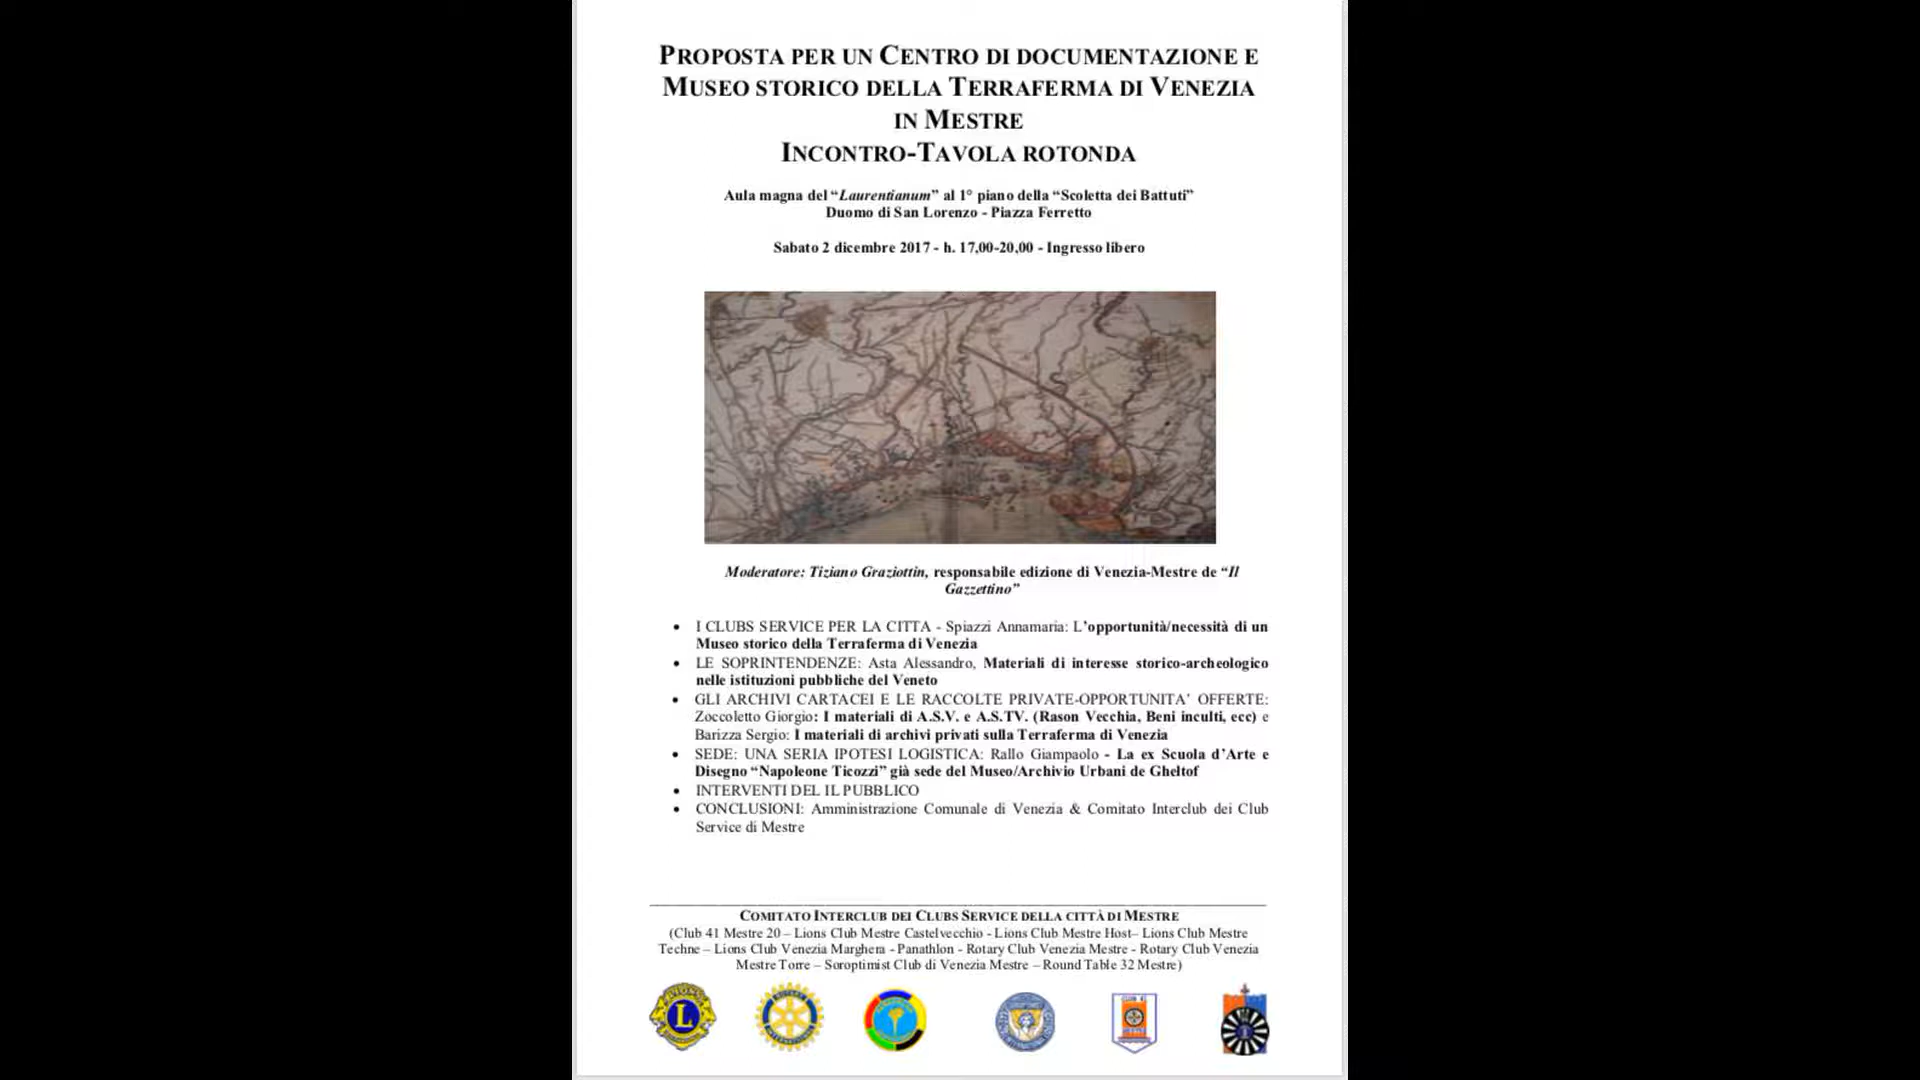 PROPOSTA PER UN CENTRO DI DOCUMENTAZIONE E
MUSEO STORICO DELLA TERRAFERMA DI VENEZIA
IN MESTRE
INCONTRO-TAVOLA ROTONDA
Aula magna del “Laurentianum” al 1° piano della “Scoletta dei Battuti”
Duomo di San Lorenzo - Piazza Ferretto
Sabato 2 dicembre 2017 - h. 17,00-20,00 - Ingresso libero
Moderatore: Tiziano Graziottin, responsabile edizione di Venezia-Mestre de “Il
Gazzettino”
• I CLUBS SERVICE PER LA CITTA - Spiazzi Annamaria: L’opportunità/necessità di un
Museo storico della Terraferma di Venezia
• LE SOPRINTENDENZE: Asta Alessandro, Materiali di interesse storico-archeologico
nelle istituzioni pubbliche del Veneto
• GLI ARCHIVI CARTACEI E LE RACCOLTE PRIVATE-OPPORTUNITA’ OFFERTE:
Zoccoletto Giorgio: I materiali di A.S.V. e A.S.TV. (Rason Vecchia, Beni inculti, ecc) e
Barizza Sergio: I materiali di archivi privati sulla Terraferma di Venezia
• SEDE: UNA SERIA IPOTESI LOGISTICA: Rallo Giampaolo - La ex Scuola d’Arte e
Disegno “Napoleone Ticozzi” già sede del Museo/Archivio Urbani de Gheltof
• INTERVENTI DEL IL PUBBLICO
• CONCLUSIONI: Amministrazione Comunale di Venezia & Comitato Interclub dei Club
Service di Mestre
COMITATO INTERCLUB DEI CLUBS SERVICE DELLA CITTÀ DI MESTRE
(Club 41 Mestre 20 – Lions Club Mestre Castelvecchio - Lions Club Mestre Host– Lions Club Mestre
Techne – Lions Club Venezia Marghera - Panathlon - Rotary Club Venezia Mestre - Rotary Club Venezia
Mestre Torre – Soroptimist Club di Venezia Mestre – Round Table 32 Mestre)
LIONS
L
ROTARY
INTERNATIONAL
CLUB 41